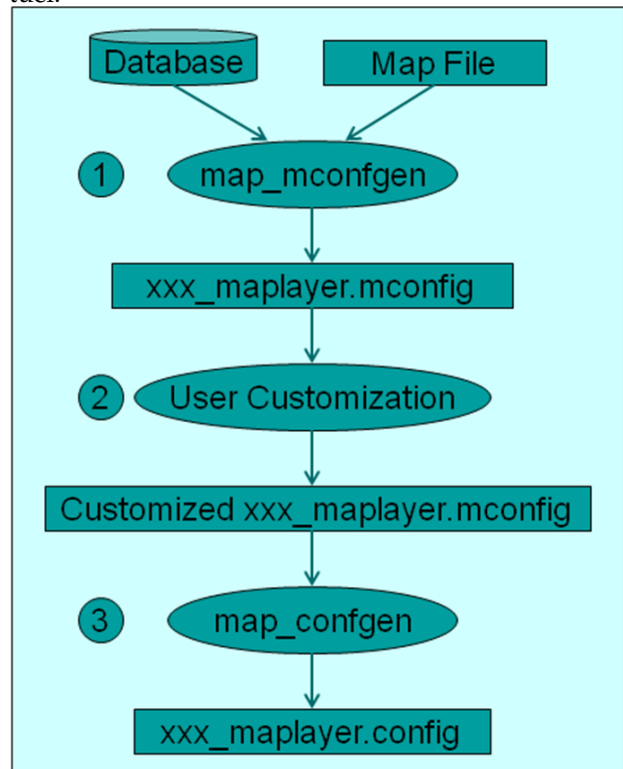 Database
Map File
1
map_mconfgen
xxx_maplayer.mconfig
2
User Customization
Customized xxx_maplayer.mconfig
3
map_confgen
xxx_maplayer.config